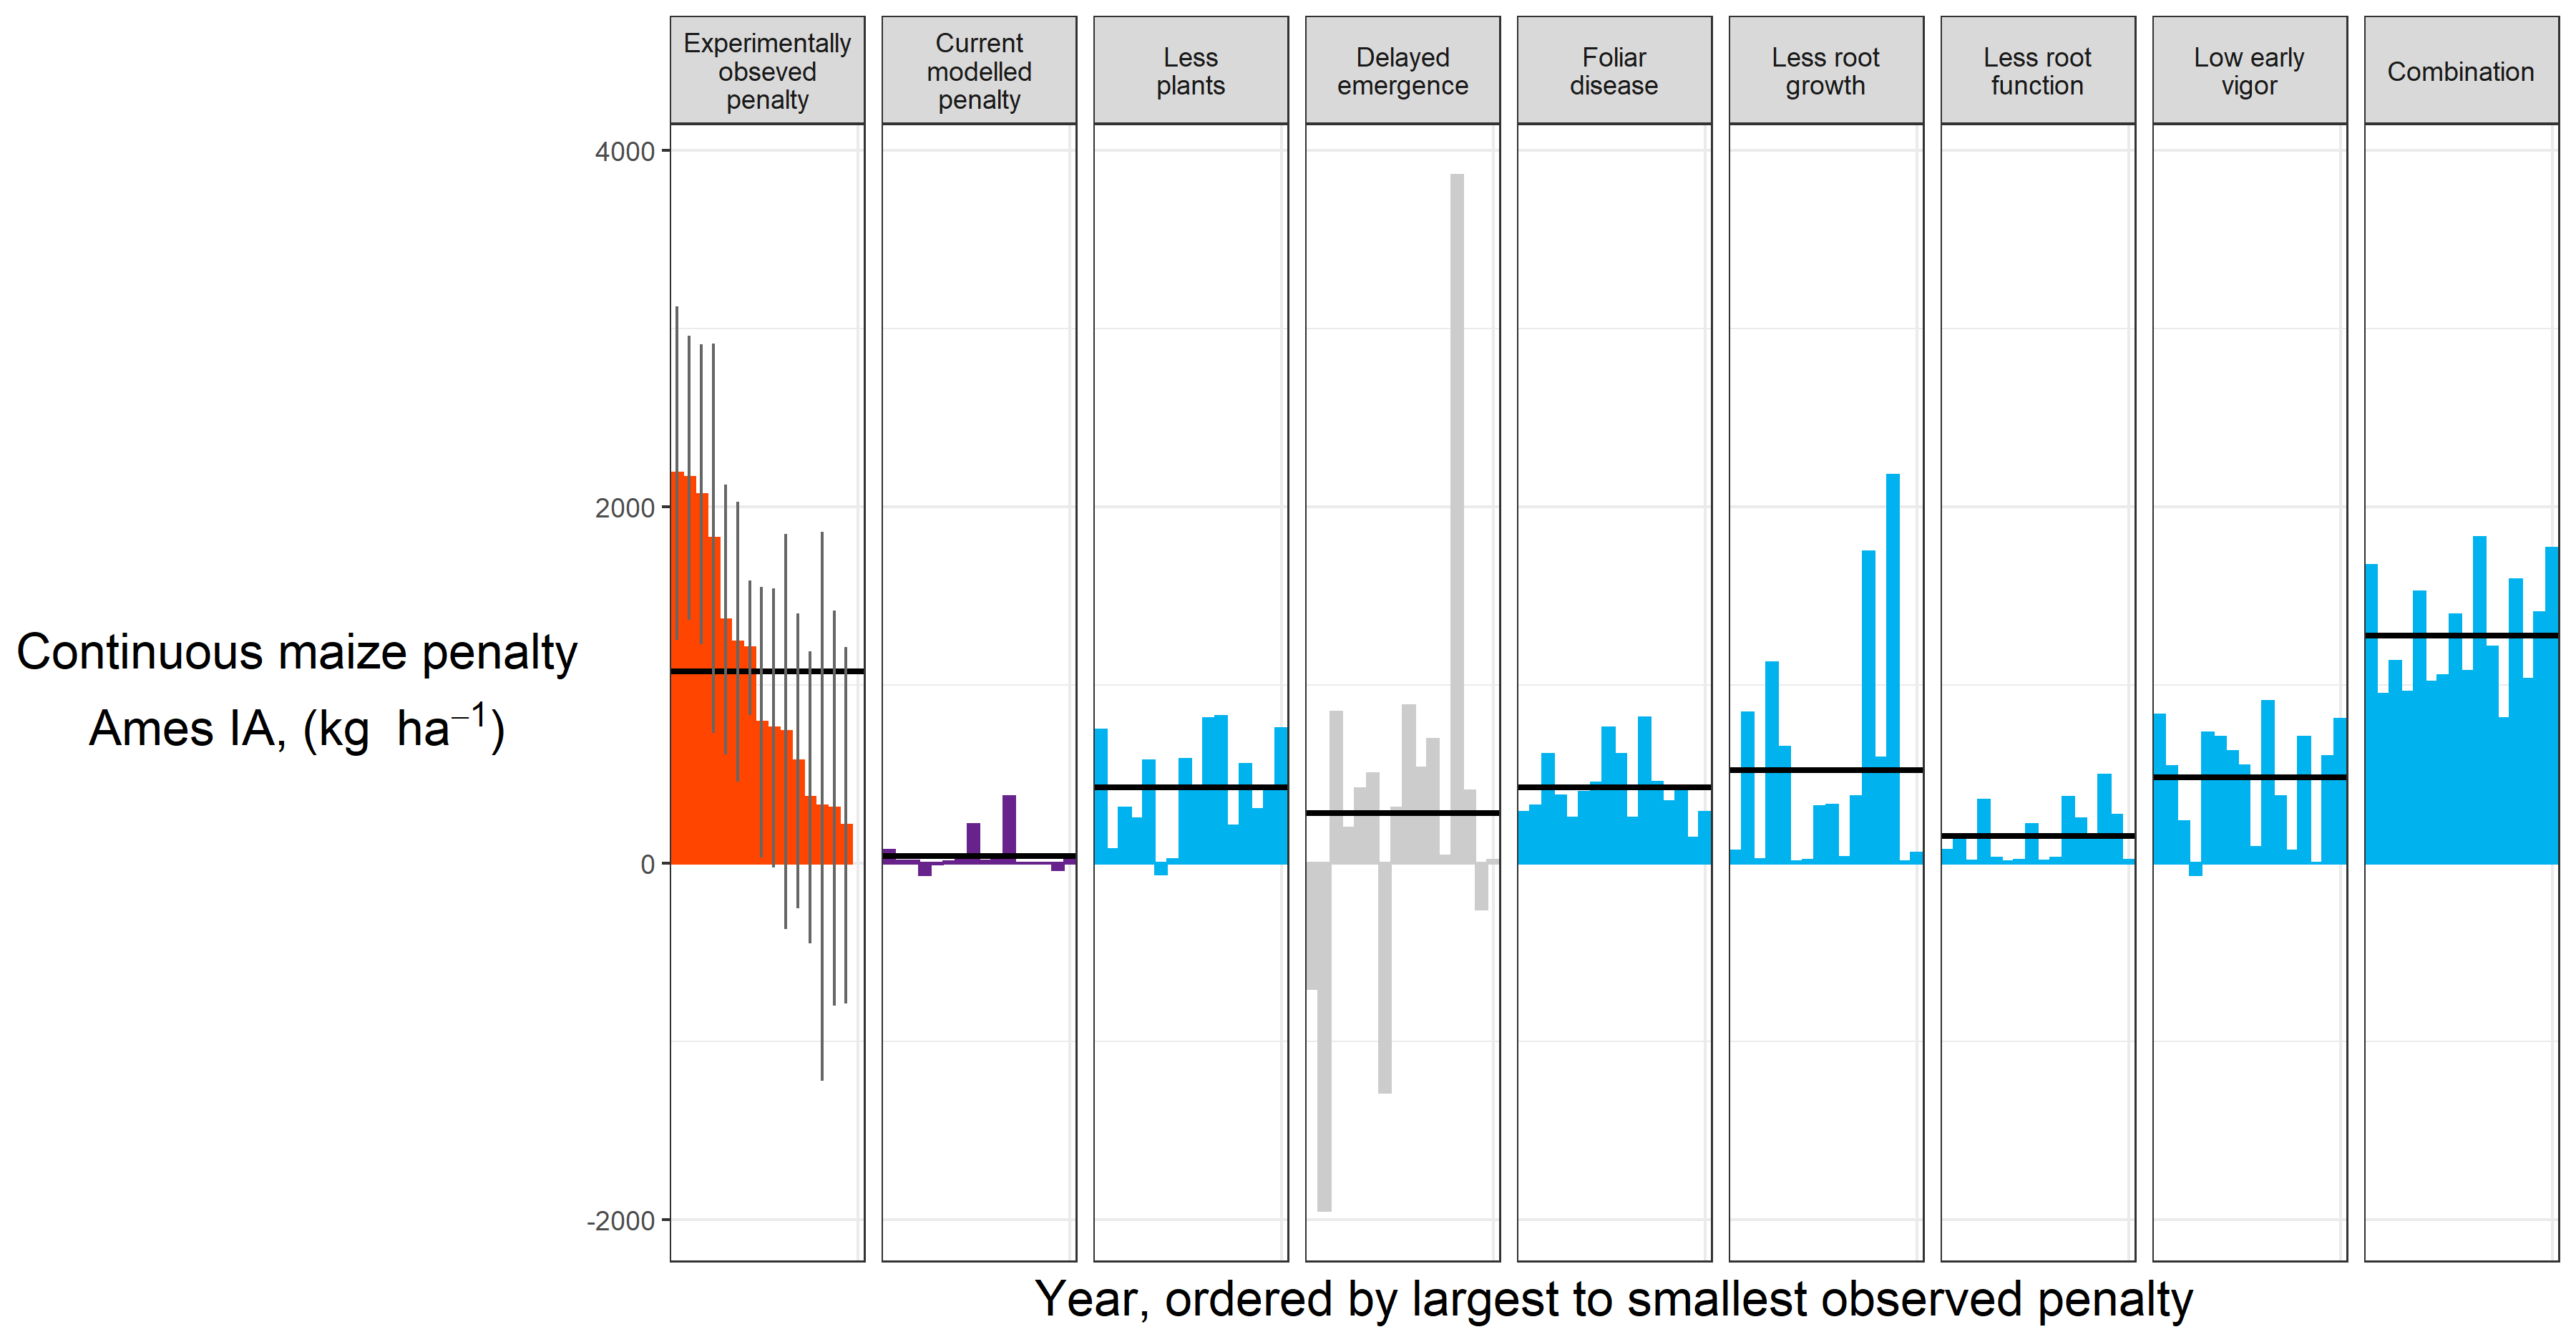 Experimentally
obseved
penalty
Current
modelled
penalty
Less
plants
Delayed
emergence
Foliar
disease
Less root
growth
Less root
function
Low early
vigor
Combination
4000
2000
0
-2000
Continuous maize penalty
Ames IA, (kg ha⁻¹)
Year, ordered by largest to smallest observed penalty